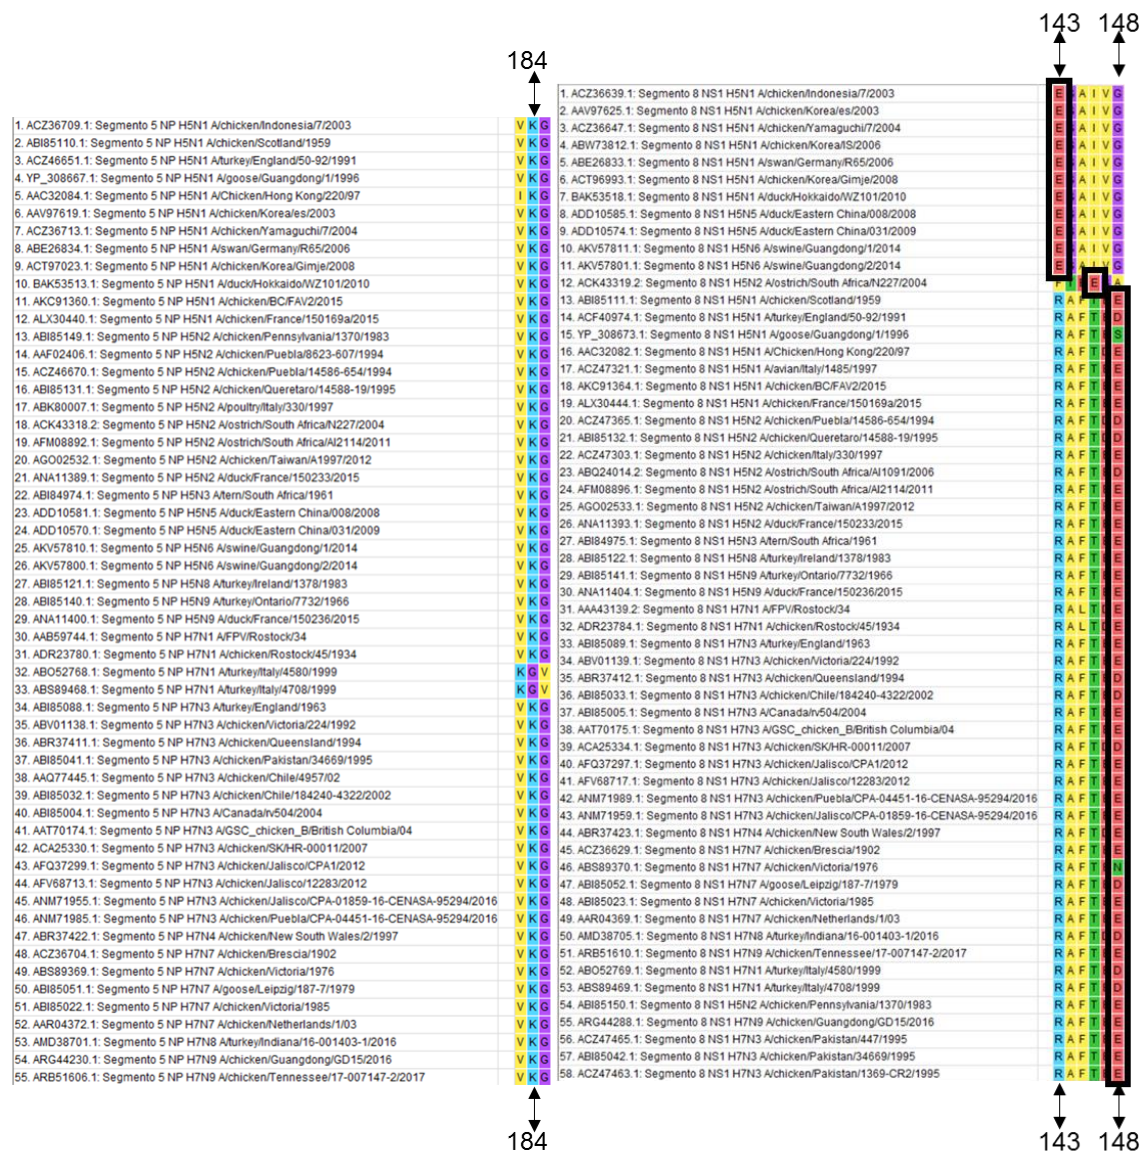 143 148
184
1. ACZ36709.1: Segmento 5 NP H5N1 A/chicken/Indonesia/7/2003 V K G
2. ABI85110.1: Segmento 5 NP H5N1 A/chicken/Scotland/1959 V K G
3. ACZ46651.1: Segmento 5 NP H5N1 A/turkey/England/50-92/1991 V K G
4. YP_308667.1: Segmento 5 NP H5N1 A/goose/Guangdong/1/1996 V K G
5. AAC32084.1: Segmento 5 NP H5N1 A/Chicken/Hong Kong/220/97 I K G
6. AAV97619.1: Segmento 5 NP H5N1 A/chicken/Korea/es/2003 V K G
7. ACZ36713.1: Segmento 5 NP H5N1 A/chicken/Yamaguchi/7/2004 V K G
8. ABE26834.1: Segmento 5 NP H5N1 A/swan/Germany/R65/2006 V K G
9. ACT97023.1: Segmento 5 NP H5N1 A/chicken/Korea/Gimje/2008 V K G
10. BAK53513.1: Segmento 5 NP H5N1 A/duck/Hokkaido/WZ101/2010 V K G
11. AKC91360.1: Segmento 5 NP H5N1 A/chicken/BC/FAV2/2015 V K G
12. ALX30440.1: Segmento 5 NP H5N1 A/chicken/France/150169a/2015 V K G
13. ABI85149.1: Segmento 5 NP H5N2 A/chicken/Pennsylvania/1370/1983 V K G
14. AAF02406.1: Segmento 5 NP H5N2 A/chicken/Puebla/8623-607/1994 V K G
15. ACZ46670.1: Segmento 5 NP H5N2 A/chicken/Puebla/14586-654/1994 V K G
16. ABI85131.1: Segmento 5 NP H5N2 A/chicken/Queretaro/14588-19/1995 V K G
17. ABK80007.1: Segmento 5 NP H5N2 A/poultry/Italy/330/1997 V K G
18. ACK43318.2: Segmento 5 NP H5N2 A/ostrich/South Africa/N227/2004 V K G
19. AFM08892.1: Segmento 5 NP H5N2 A/ostrich/South Africa/AI2114/2011 V K G
20. AGO02532.1: Segmento 5 NP H5N2 A/chicken/Taiwan/A1997/2012 V K G
21. ANA11389.1: Segmento 5 NP H5N2 A/duck/France/150233/2015 V K G
22. ABI84974.1: Segmento 5 NP H5N3 A/tern/South Africa/1961 V K G
23. ADD10581.1: Segmento 5 NP H5N5 A/duck/Eastern China/008/2008 V K G
24. ADD10570.1: Segmento 5 NP H5N5 A/duck/Eastern China/031/2009 V K G
25. AKV57810.1: Segmento 5 NP H5N6 A/swine/Guangdong/1/2014 V K G
26. AKV57800.1: Segmento 5 NP H5N6 A/swine/Guangdong/2/2014 V K G
27. ABI85121.1: Segmento 5 NP H5N8 A/turkey/Ireland/1378/1983 V K G
28. ABI85140.1: Segmento 5 NP H5N9 A/turkey/Ontario/7732/1966 V K G
29. ANA11400.1: Segmento 5 NP H5N9 A/duck/France/150236/2015 V K G
30. AAB59744.1: Segmento 5 NP H7N1 A/FPV/Rostock/34 V K G
31. ADR23780.1: Segmento 5 NP H7N1 A/chicken/Rostock/45/1934 V K G
32. ABO52768.1: Segmento 5 NP H7N1 A/turkey/Italy/4580/1999 K G V
33. ABS89468.1: Segmento 5 NP H7N1 A/turkey/Italy/4708/1999 K G V
34. ABI85088.1: Segmento 5 NP H7N3 A/turkey/England/1963 V K G
35. ABV01138.1: Segmento 5 NP H7N3 A/chicken/Victoria/224/1992 V K G
36. ABR37411.1: Segmento 5 NP H7N3 A/chicken/Queensland/1994 V K G
37. ABI85041.1: Segmento 5 NP H7N3 A/chicken/Pakistan/34669/1995 V K G
38. AAQ77445.1: Segmento 5 NP H7N3 A/chicken/Chile/4957/02 V K G
39. ABI85032.1: Segmento 5 NP H7N3 A/chicken/Chile/184240-4322/2002 V K G
40. ABI85004.1: Segmento 5 NP H7N3 A/Canada/rv504/2004 V K G
41. AAT70174.1: Segmento 5 NP H7N3 A/GSC_chicken_B/British Columbia/04 V K G
42. ACA25330.1: Segmento 5 NP H7N3 A/chicken/SK/HR-00011/2007 V K G
43. AFQ37299.1: Segmento 5 NP H7N3 A/chicken/Jalisco/CPA1/2012 V K G
44. AFV68713.1: Segmento 5 NP H7N3 A/chicken/Jalisco/12283/2012 V K G
45. ANM71955.1: Segmento 5 NP H7N3 A/chicken/Jalisco/CPA-01859-16-CENASA-95294/2016 V K G
46. ANM71985.1: Segmento 5 NP H7N3 A/chicken/Puebla/CPA-04451-16-CENASA-95294/2016 V K G
47. ABR37422.1: Segmento 5 NP H7N4 A/chicken/New South Wales/2/1997 V K G
48. ACZ36704.1: Segmento 5 NP H7N7 A/chicken/Brescia/1902 V K G
49. ABS89369.1: Segmento 5 NP H7N7 A/chicken/Victoria/1976 V K G
50. ABI85051.1: Segmento 5 NP H7N7 A/goose/Leipzig/187-7/1979 V K G
51. ABI85022.1: Segmento 5 NP H7N7 A/chicken/Victoria/1985 V K G
52. AAR04372.1: Segmento 5 NP H7N7 A/chicken/Netherlands/1/03 V K G
53. AMD38701.1: Segmento 5 NP H7N8 A/turkey/Indiana/16-001403-1/2016 V K G
54. ARG44230.1: Segmento 5 NP H7N9 A/chicken/Guangdong/GD15/2016 V K G
55. ARB51606.1: Segmento 5 NP H7N9 A/chicken/Tennessee/17-007147-2/2017 V K G
184
1. ACZ36639.1: Segmento 8 NS1 H5N1 A/chicken/Indonesia/7/2003 E A I V G
2. AAV97625.1: Segmento 8 NS1 H5N1 A/chicken/Korea/es/2003 E A I V G
3. ACZ36647.1: Segmento 8 NS1 H5N1 A/chicken/Yamaguchi/7/2004 E A I V G
4. ABW73812.1: Segmento 8 NS1 H5N1 A/chicken/Korea/IS/2006 E A I V G
5. ABE26833.1: Segmento 8 NS1 H5N1 A/swan/Germany/R65/2006 E A I V G
6. ACT96993.1: Segmento 8 NS1 H5N1 A/chicken/Korea/Gimje/2008 E A I V G
7. BAK53518.1: Segmento 8 NS1 H5N1 A/duck/Hokkaido/WZ101/2010 E A I V G
8. ADD10585.1: Segmento 8 NS1 H5N5 A/duck/Eastern China/008/2008 E A I V G
9. ADD10574.1: Segmento 8 NS1 H5N5 A/duck/Eastern China/031/2009 E A I V G
10. AKV57811.1: Segmento 8 NS1 H5N6 A/swine/Guangdong/1/2014 E A I V G
11. AKV57801.1: Segmento 8 NS1 H5N6 A/swine/Guangdong/2/2014 E A I V G
12. ACK43319.2: Segmento 8 NS1 H5N2 A/ostrich/South Africa/N227/2004 F T E A
13. ABI85111.1: Segmento 8 NS1 H5N1 A/chicken/Scotland/1959 R A F T E
14. ACF40974.1: Segmento 8 NS1 H5N1 A/turkey/England/50-92/1991 R A F T D
15. YP_308673.1: Segmento 8 NS1 H5N1 A/goose/Guangdong/1/1996 R A F T S
16. AAC32082.1: Segmento 8 NS1 H5N1 A/Chicken/Hong Kong/220/97 R A F T E
17. ACZ47321.1: Segmento 8 NS1 H5N1 A/avian/Italy/1485/1997 R A F T E
18. AKC91364.1: Segmento 8 NS1 H5N1 A/chicken/BC/FAV2/2015 R A F T E
19. ALX30444.1: Segmento 8 NS1 H5N1 A/chicken/France/150169a/2015 R A F T E
20. ACZ47365.1: Segmento 8 NS1 H5N2 A/chicken/Puebla/14586-654/1994 R A F T D
21. ABI85132.1: Segmento 8 NS1 H5N2 A/chicken/Queretaro/14588-19/1995 R A F T D
22. ACZ47303.1: Segmento 8 NS1 H5N2 A/chicken/Italy/330/1997 R A F T E
23. ABQ24014.2: Segmento 8 NS1 H5N2 A/ostrich/South Africa/AI1091/2006 R A F T D
24. AFM08896.1: Segmento 8 NS1 H5N2 A/ostrich/South Africa/AI2114/2011 R A F T E
25. AGO02533.1: Segmento 8 NS1 H5N2 A/chicken/Taiwan/A1997/2012 R A F T E
26. ANA11393.1: Segmento 8 NS1 H5N2 A/duck/France/150233/2015 R A F T E
27. ABI84975.1: Segmento 8 NS1 H5N3 A/tern/South Africa/1961 R A F T E
28. ABI85122.1: Segmento 8 NS1 H5N8 A/turkey/Ireland/1378/1983 R A F T E
29. ABI85141.1: Segmento 8 NS1 H5N9 A/turkey/Ontario/7732/1966 R A F T E
30. ANA11404.1: Segmento 8 NS1 H5N9 A/duck/France/150236/2015 R A F T E
31. AAA43139.2: Segmento 8 NS1 H7N1 A/FPV/Rostock/34 R A L T E
32. ADR23784.1: Segmento 8 NS1 H7N1 A/chicken/Rostock/45/1934 R A L T E
33. ABI85089.1: Segmento 8 NS1 H7N3 A/turkey/England/1963 R A F T E
34. ABV01139.1: Segmento 8 NS1 H7N3 A/chicken/Victoria/224/1992 R A F T E
35. ABR37412.1: Segmento 8 NS1 H7N3 A/chicken/Queensland/1994 R A F T D
36. ABI85033.1: Segmento 8 NS1 H7N3 A/chicken/Chile/184240-4322/2002 R A F T D
37. ABI85005.1: Segmento 8 NS1 H7N3 A/Canada/rv504/2004 R A F T E
38. AAT70175.1: Segmento 8 NS1 H7N3 A/GSC_chicken_B/British Columbia/04 R A F T E
39. ACA25334.1: Segmento 8 NS1 H7N3 A/chicken/SK/HR-00011/2007 R A F T D
40. AFQ37297.1: Segmento 8 NS1 H7N3 A/chicken/Jalisco/CPA1/2012 R A F T E
41. AFV68717.1: Segmento 8 NS1 H7N3 A/chicken/Jalisco/12283/2012 R A F T E
42. ANM71989.1: Segmento 8 NS1 H7N3 A/chicken/Puebla/CPA-04451-16-CENASA-95294/2016 R A F T E
43. ANM71959.1: Segmento 8 NS1 H7N3 A/chicken/Jalisco/CPA-01859-16-CENASA-95294/2016 R A F T E
44. ABR37423.1: Segmento 8 NS1 H7N4 A/chicken/New South Wales/2/1997 R A F T E
45. ACZ36629.1: Segmento 8 NS1 H7N7 A/chicken/Brescia/1902 R A F T E
46. ABS89370.1: Segmento 8 NS1 H7N7 A/chicken/Victoria/1976 R A F T N
47. ABI85052.1: Segmento 8 NS1 H7N7 A/goose/Leipzig/187-7/1979 R A F T D
48. ABI85023.1: Segmento 8 NS1 H7N7 A/chicken/Victoria/1985 R A F T E
49. AAR04369.1: Segmento 8 NS1 H7N7 A/chicken/Netherlands/1/03 R A F T E
50. AMD38705.1: Segmento 8 NS1 H7N8 A/turkey/Indiana/16-001403-1/2016 R A F T D
51. ARB51610.1: Segmento 8 NS1 H7N9 A/chicken/Tennessee/17-007147-2/2017 R A F T E
52. ABO52769.1: Segmento 8 NS1 H7N1 A/turkey/Italy/4580/1999 R A F T D
53. ABS89469.1: Segmento 8 NS1 H7N1 A/turkey/Italy/4708/1999 R A F T D
54. ABI85150.1: Segmento 8 NS1 H5N2 A/chicken/Pennsylvania/1370/1983 R A F T E
55. ARG44288.1: Segmento 8 NS1 H7N9 A/chicken/Guangdong/GD15/2016 R A F T E
56. ACZ47465.1: Segmento 8 NS1 H7N3 A/chicken/Pakistan/447/1995 R A F T E
57. ABI85042.1: Segmento 8 NS1 H7N3 A/chicken/Pakistan/34669/1995 R A F T E
58. ACZ47463.1: Segmento 8 NS1 H7N3 A/chicken/Pakistan/1369-CR2/1995 R A F T E
143 148